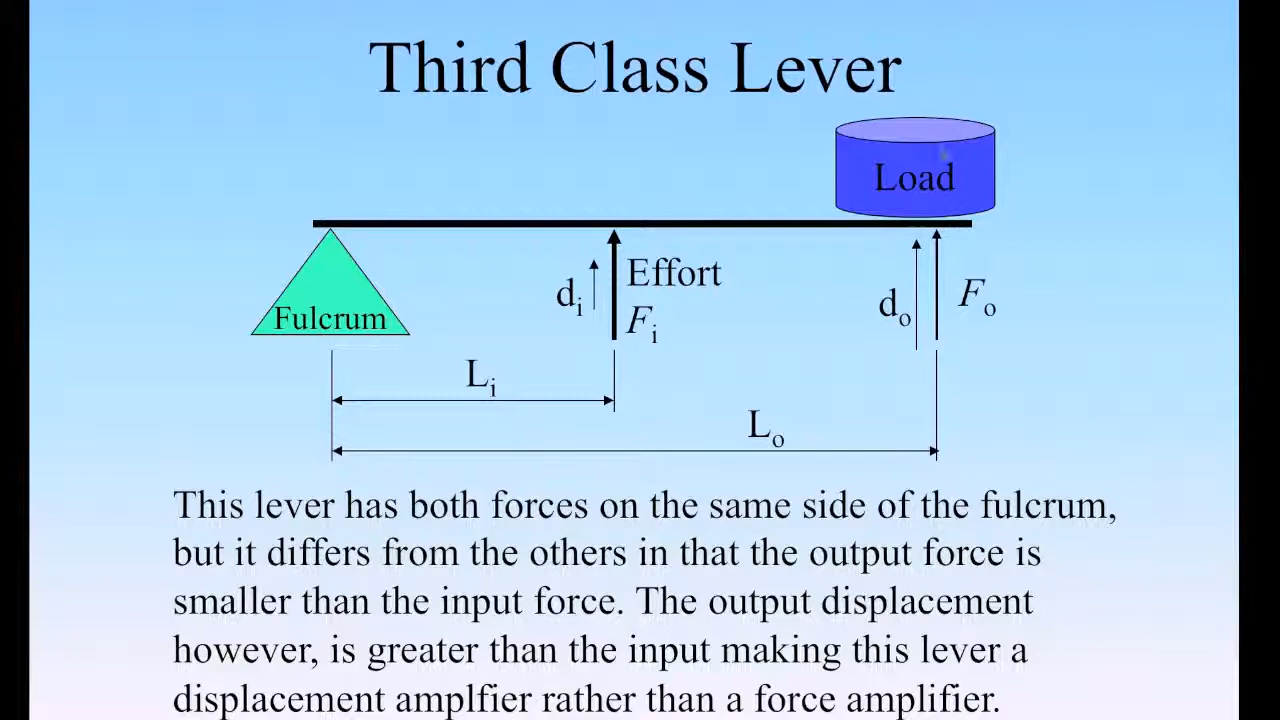 Third Class Lever
Load
Effort
di
Fi
do
Fo
Fulcrum
Li
Lo
This lever has both forces on the same side of the fulcrum,
but it differs from the others in that the output force is
smaller than the input force. The output displacement
however, is greater than the input making this lever a
displacement amplfier rather than a force amplifier.